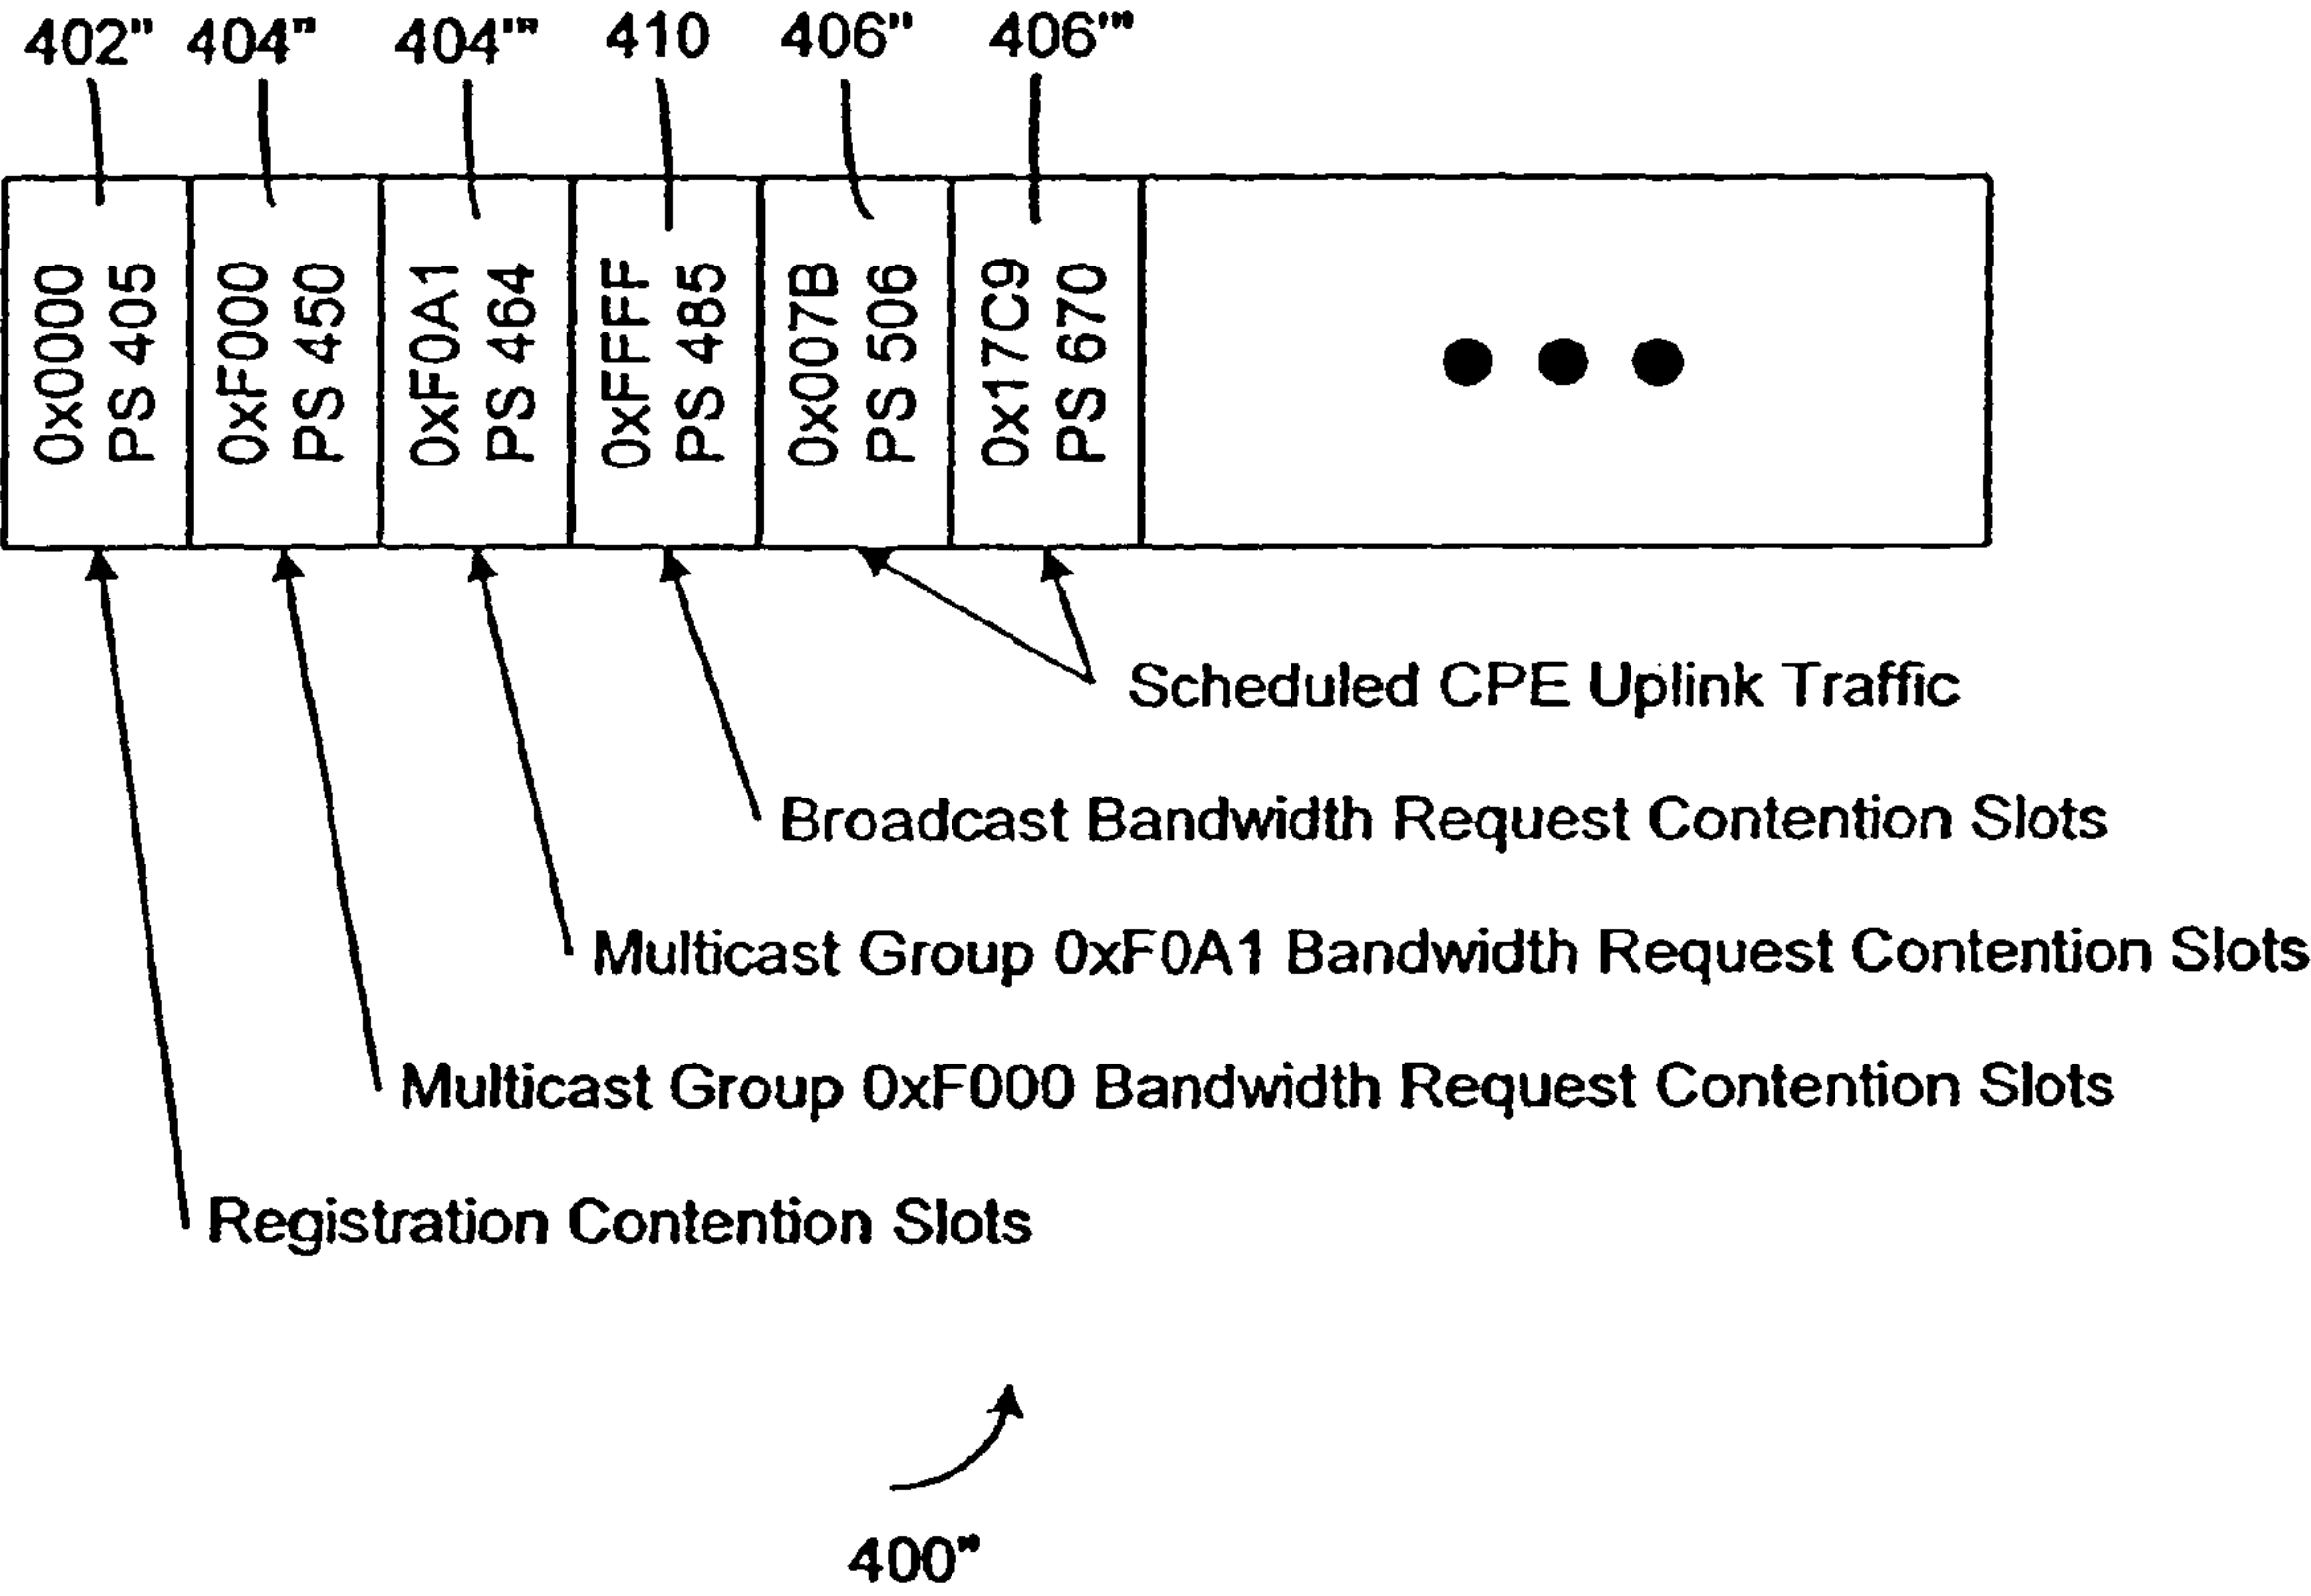 402" 404" 404"" 410 406" 406'"
0x0000
PS 405
0xF000
PS 450
0xF0A1
PS 464
0xFFFF
PS 485
0x007B
PS 506
0x17C9
PS 670
Scheduled CPE Uplink Traffic
Broadcast Bandwidth Request Contention Slots
Multicast Group 0xF0A1 Bandwidth Request Contention Slots
Multicast Group 0xF000 Bandwidth Request Contention Slots
Registration Contention Slots
400"